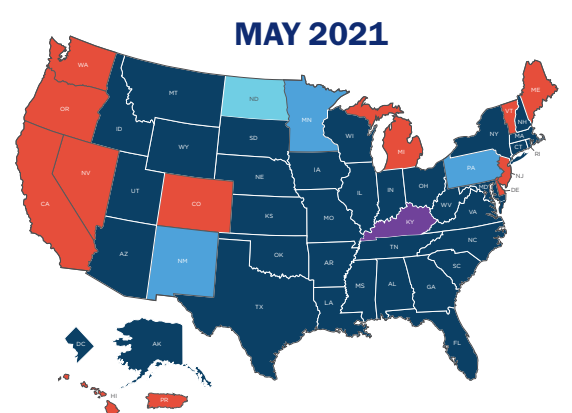 MAY 2021
WA
OR
CA
NV
ID
MT
WY
UT
AZ
CO
NM
ND
SD
NE
KS
OK
TX
MN
IA
MO
AR
LA
WI
IL
MI
IN
OH
KY
TN
MS
AL
GA
FL
SC
NC
VA
WV
PA
NY
VT
NH
ME
MA
CT
RI
NJ
DE
MD
DC
AK
HI
PR